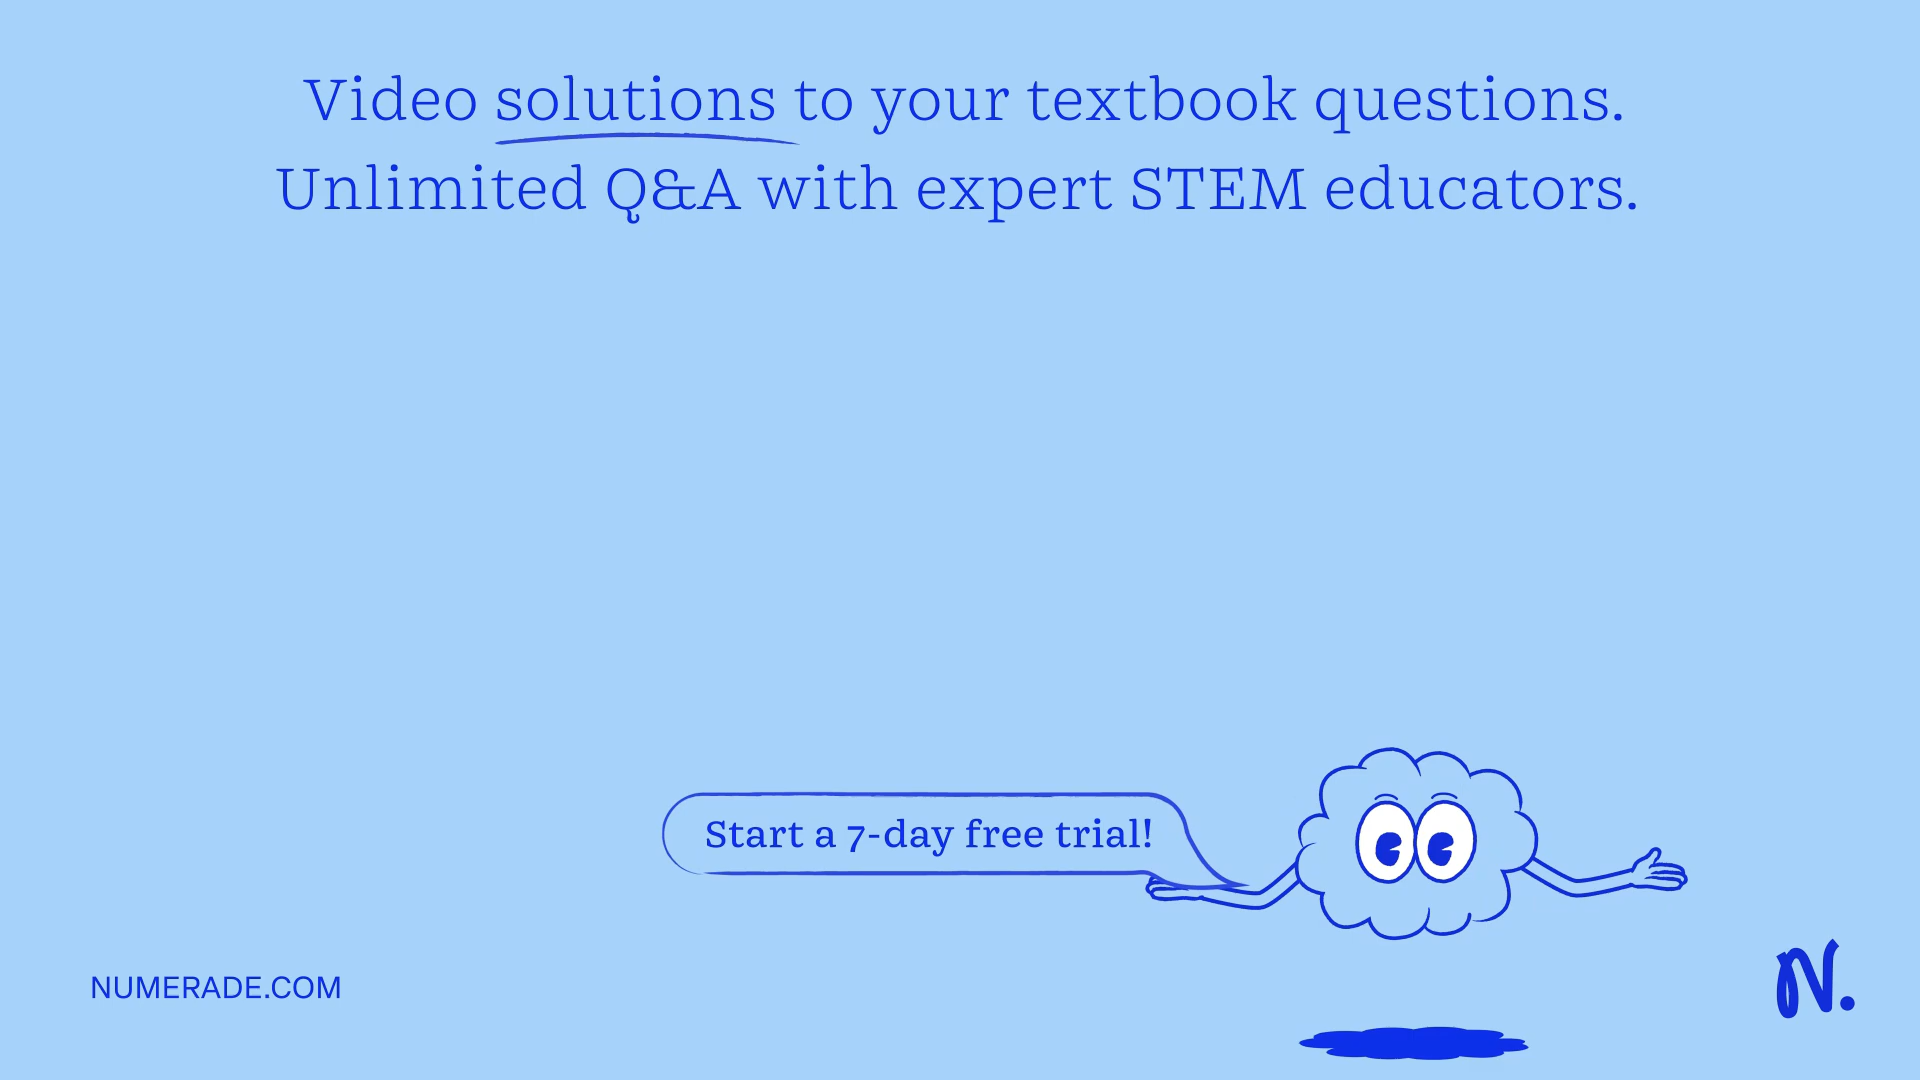 Video solutions to your textbook questions.
Unlimited Q&A with expert STEM educators.
Start a 7-day free trial!
NUMERADE.COM
N.